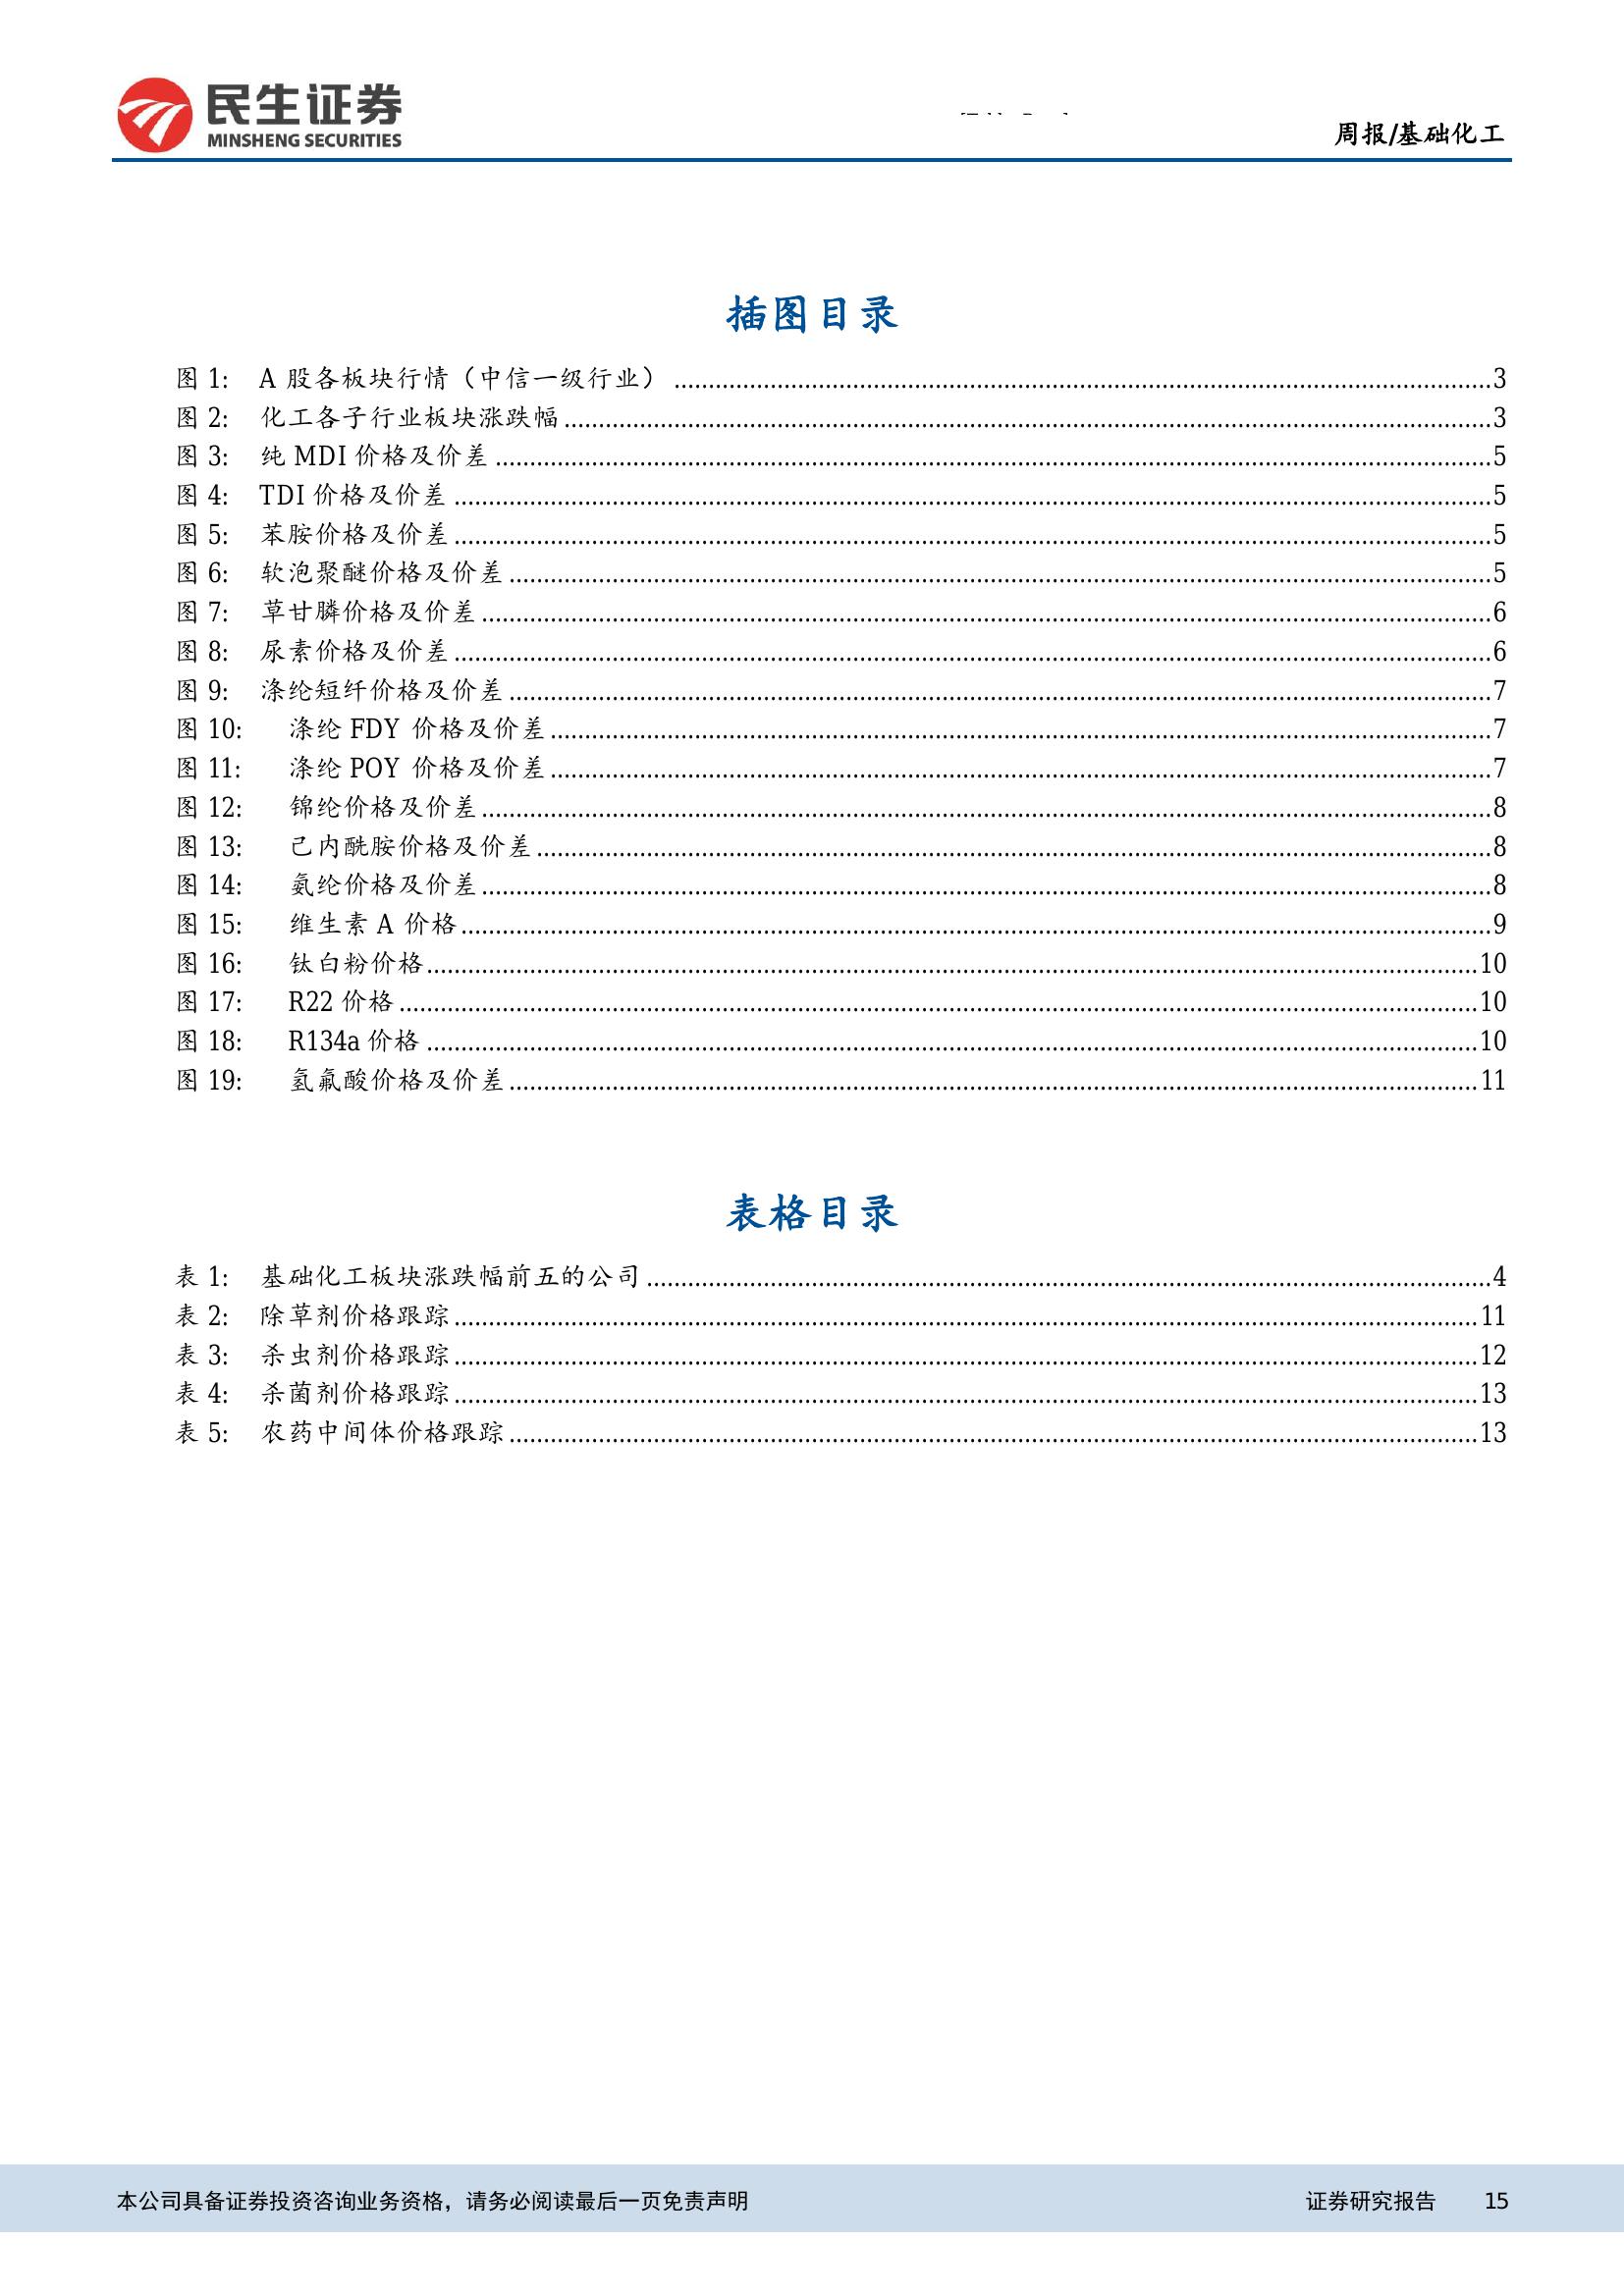 民生证券
MINSHENG SECURITIES
周报/基础化工
插图目录
图 1: A 股各板块行情（中信一级行业） 3
图 2: 化工各子行业板块涨跌幅 3
图 3: 纯 MDI 价格及价差 5
图 4: TDI 价格及价差 5
图 5: 苯胺价格及价差 5
图 6: 软泡聚醚价格及价差 5
图 7: 草甘膦价格及价差 6
图 8: 尿素价格及价差 6
图 9: 涤纶短纤价格及价差 7
图 10: 涤纶 FDY 价格及价差 7
图 11: 涤纶 POY 价格及价差 7
图 12: 锦纶价格及价差 8
图 13: 己内酰胺价格及价差 8
图 14: 氨纶价格及价差 8
图 15: 维生素 A 价格 9
图 16: 钛白粉价格 10
图 17: R22 价格 10
图 18: R134a 价格 10
图 19: 氢氟酸价格及价差 11
表格目录
表 1: 基础化工板块涨跌幅前五的公司 4
表 2: 除草剂价格跟踪 11
表 3: 杀虫剂价格跟踪 12
表 4: 杀菌剂价格跟踪 13
表 5: 农药中间体价格跟踪 13
本公司具备证券投资咨询业务资格，请务必阅读最后一页免责声明 证券研究报告 15